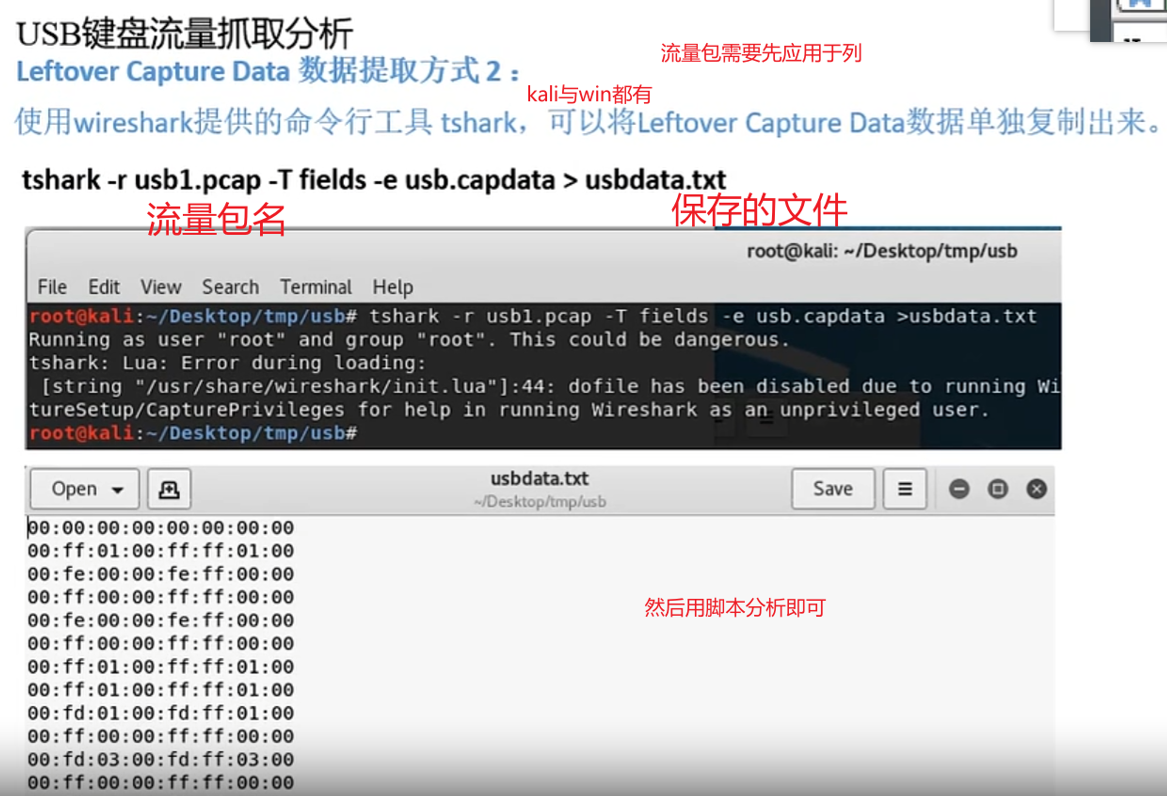 USB键盘流量抓取分析
流量包需要先应用于列
Leftover Capture Data 数据提取方式 2 ：
kali与win都有
使用wireshark提供的命令行工具 tshark，可以将Leftover Capture Data数据单独复制出来。
tshark -r usb1.pcap -T fields -e usb.capdata > usbdata.txt
流量包名
保存的文件
root@kali: ~/Desktop/tmp/usb
File Edit View Search Terminal Help
root@kali:~/Desktop/tmp/usb# tshark -r usb1.pcap -T fields -e usb.capdata >usbdata.txt
Running as user "root" and group "root". This could be dangerous.
tshark: Lua: Error during loading:
[string "/usr/share/wireshark/init.lua"]:44: dofile has been disabled due to running Wi
tureSetup/CapturePrivileges for help in running Wireshark as an unprivileged user.
root@kali:~/Desktop/tmp/usb#
Open
usbdata.txt
~/Desktop/tmp/usb
Save
00:00:00:00:00:00:00:00
00:ff:01:00:ff:ff:01:00
00:fe:00:00:fe:ff:00:00
00:ff:00:00:ff:ff:00:00
然后用脚本分析即可
00:fe:00:00:fe:ff:00:00
00:ff:00:00:ff:ff:00:00
00:ff:01:00:ff:ff:01:00
00:ff:01:00:ff:ff:01:00
00:fd:01:00:fd:ff:01:00
00:ff:00:00:ff:ff:00:00
00:fd:03:00:fd:ff:03:00
00:ff:00:00:ff:ff:00:00